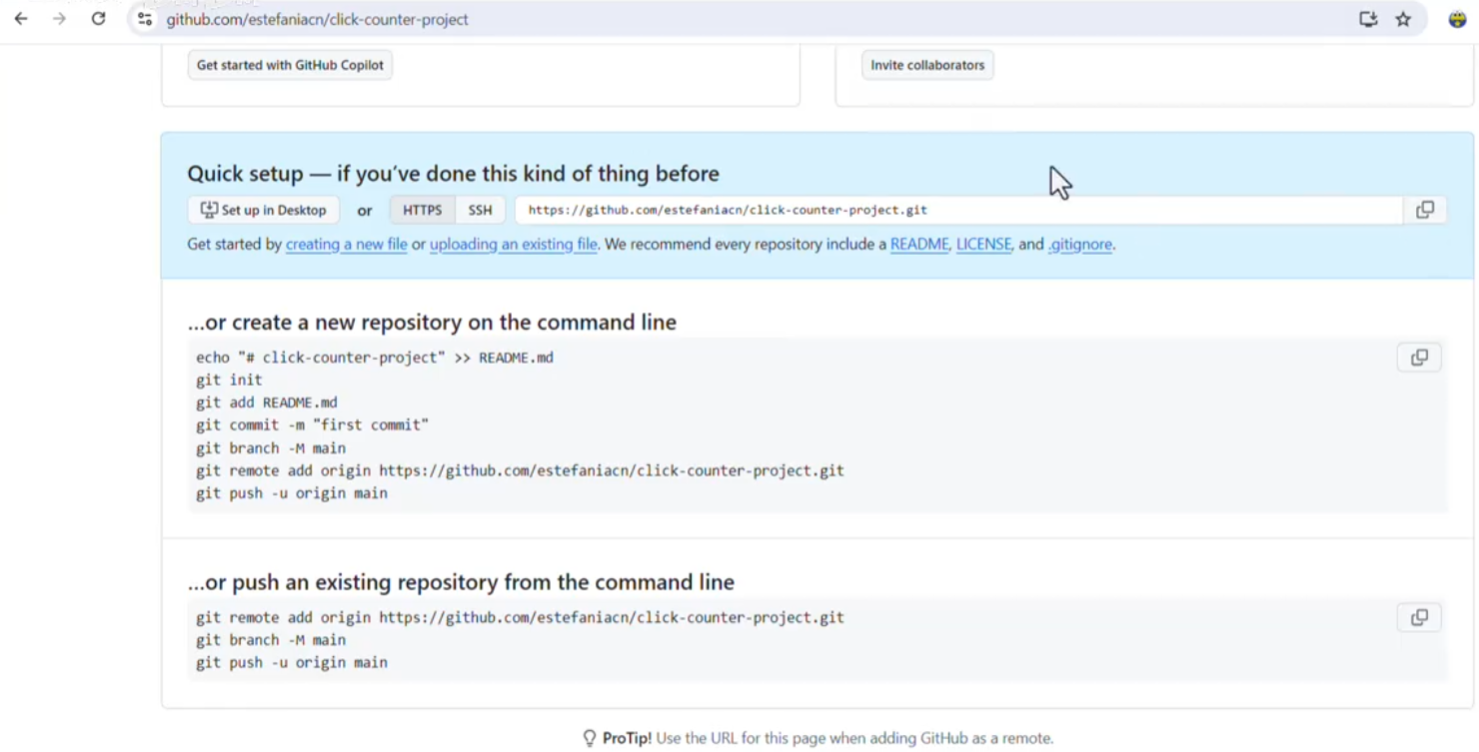 github.com/estefaniacn/click-counter-project
Get started with GitHub Copilot
Invite collaborators
Quick setup — if you've done this kind of thing before
Set up in Desktop or HTTPS SSH https://github.com/estefaniacn/click-counter-project.git
Get started by creating a new file or uploading an existing file. We recommend every repository include a README, LICENSE, and .gitignore.
...or create a new repository on the command line
echo "# click-counter-project" >> README.md
git init
git add README.md
git commit -m "first commit"
git branch -M main
git remote add origin https://github.com/estefaniacn/click-counter-project.git
git push -u origin main
...or push an existing repository from the command line
git remote add origin https://github.com/estefaniacn/click-counter-project.git
git branch -M main
git push -u origin main
ProTip! Use the URL for this page when adding GitHub as a remote.